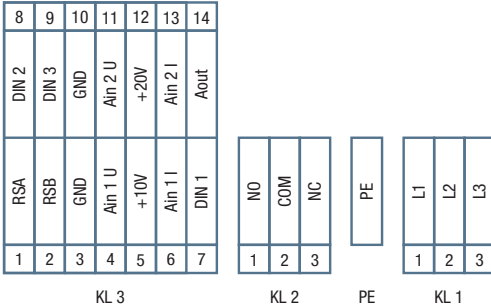 8 9 10 11 12 13 14
DIN 2 DIN 3 GND Ain 2 U +20V Ain 2 I Aout
RSA RSB GND Ain 1 U +10V Ain 1 I DIN 1 NO COM NC PE L1 L2 L3
1 2 3 4 5 6 7 1 2 3 1 2 3
KL 3 KL 2 PE KL 1